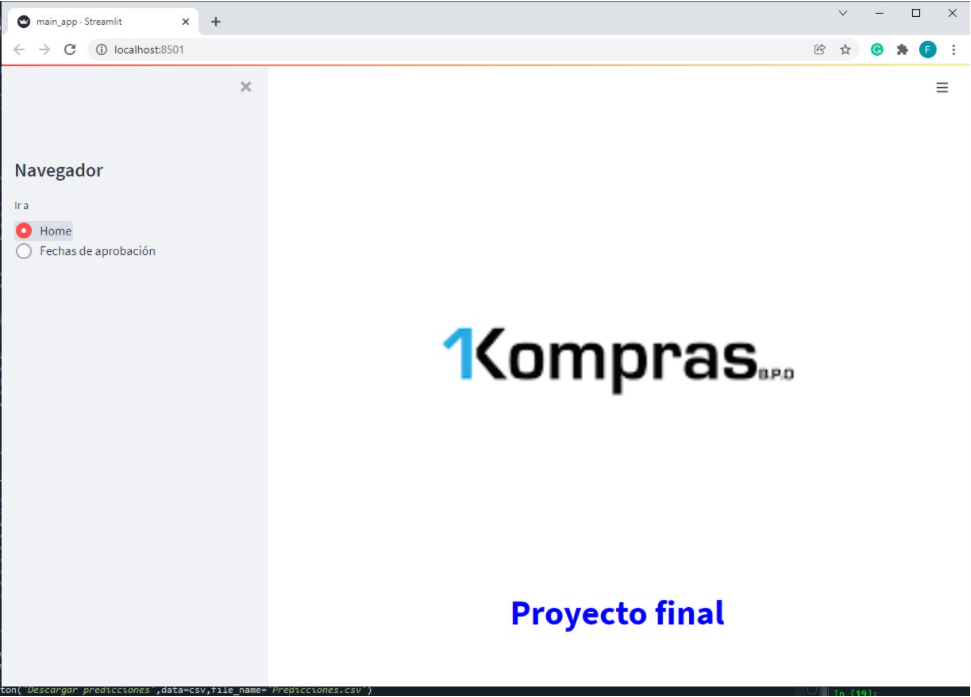 main_app · Streamlit
localhost:8501
F
Navegador
Ir a
Home
Fechas de aprobación
1Kompras B.P.O
Proyecto final
ton('Descargar predicciones',data=csv,file_name='Predicciones.csv')
In [19]: